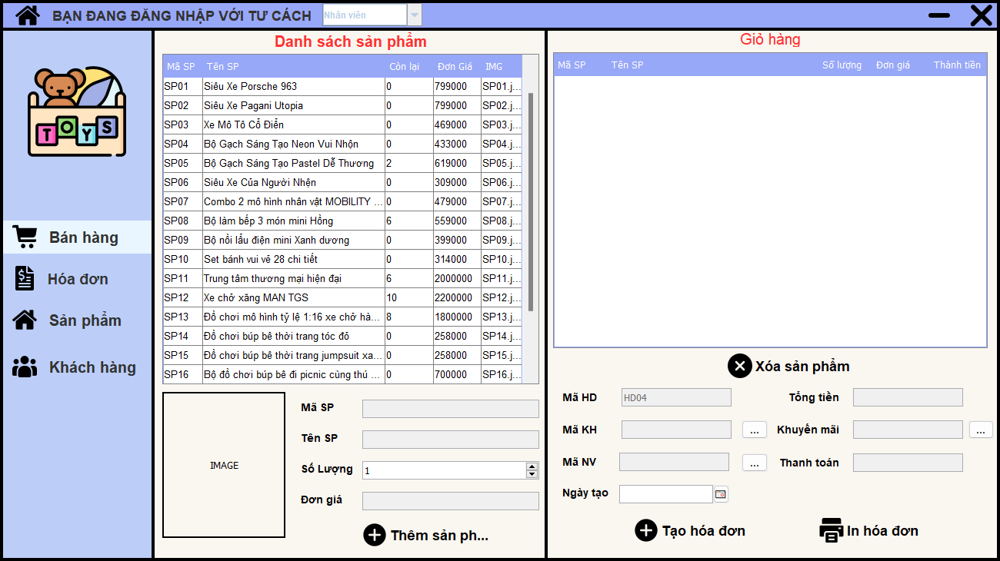 BẠN ĐANG ĐĂNG NHẬP VỚI TƯ CÁCH Nhân viên
TOYS
Bán hàng
Hóa đơn
Sản phẩm
Khách hàng
Danh sách sản phẩm
Mã SP Tên SP Còn lại Đơn Giá IMG
SP01 Siêu Xe Porsche 963 0 799000 SP01.j...
SP02 Siêu Xe Pagani Utopia 0 799000 SP02.j...
SP03 Xe Mô Tô Cổ Điển 0 469000 SP03.j...
SP04 Bộ Gạch Sáng Tạo Neon Vui Nhộn 0 433000 SP04.j...
SP05 Bộ Gạch Sáng Tạo Pastel Dễ Thương 2 619000 SP05.j...
SP06 Siêu Xe Của Người Nhện 0 309000 SP06.j...
SP07 Combo 2 mô hình nhân vật MOBILITY ... 0 479000 SP07.j...
SP08 Bộ làm bếp 3 món mini Hồng 6 559000 SP08.j...
SP09 Bộ nồi lẩu điện mini Xanh dương 0 399000 SP09.j...
SP10 Set bánh vui vẻ 28 chi tiết 0 314000 SP10.j...
SP11 Trung tâm thương mại hiện đại 6 2000000 SP11.j...
SP12 Xe chở xăng MAN TGS 10 2200000 SP12.j...
SP13 Đồ chơi mô hình tỷ lệ 1:16 xe chở hà... 8 1800000 SP13.j...
SP14 Đồ chơi búp bê thời trang tóc đỏ 0 258000 SP14.j...
SP15 Đồ chơi búp bê thời trang jumpsuit xa... 0 258000 SP15.j...
SP16 Bộ đồ chơi búp bê đi picnic cùng thú ... 0 700000 SP16.j...
IMAGE
Mã SP
Tên SP
Số Lượng 1
Đơn giá
Thêm sản ph...
Giỏ hàng
Mã SP Tên SP Số lượng Đơn giá Thành tiền
Xóa sản phẩm
Mã HD HD04 Tổng tiền
Mã KH ... Khuyến mãi ...
Mã NV ... Thanh toán
Ngày tạo
Tạo hóa đơn In hóa đơn